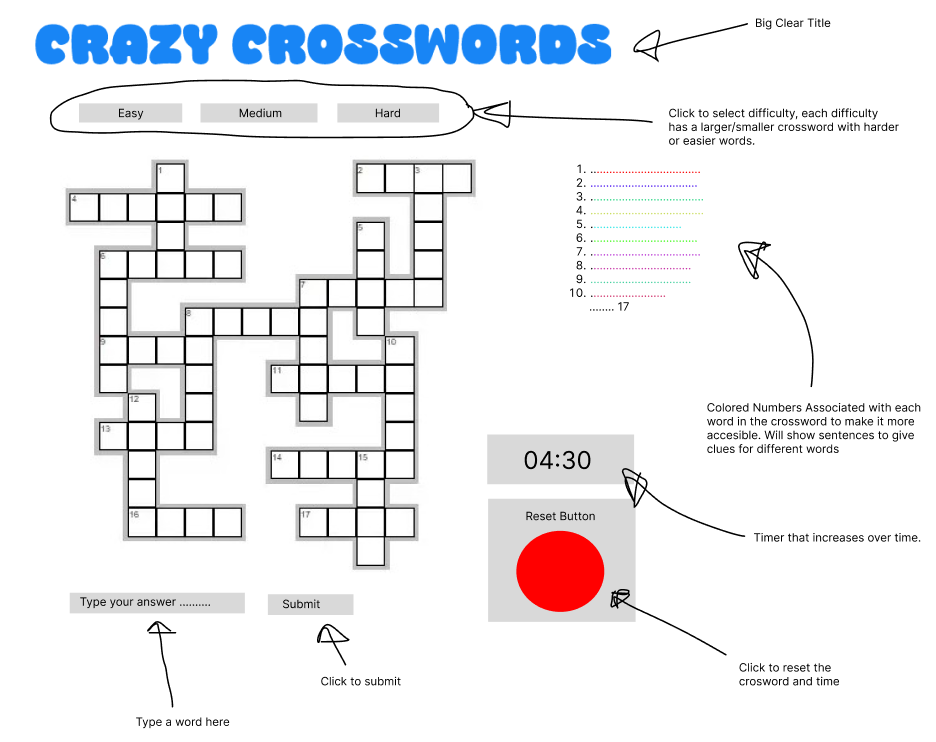 CRAZY CROSSWORDS
Big Clear Title
Easy
Medium
Hard
Click to select difficulty, each difficulty
has a larger/smaller crossword with harder
or easier words.
1
2
3
4
5
6
7
8
9
10
11
12
13
14
15
16
17
1. ....................................
2. ...................................
3. .....................................
4. .....................................
5. ..............................
6. ...................................
7. ....................................
8. .................................
9. .................................
10. .........................
........ 17
Colored Numbers Associated with each
word in the crossword to make it more
accesible. Will show sentences to give
clues for different words
04:30
Reset Button
Timer that increases over time.
Type your answer ..........
Submit
Click to submit
Type a word here
Click to reset the
crosword and time